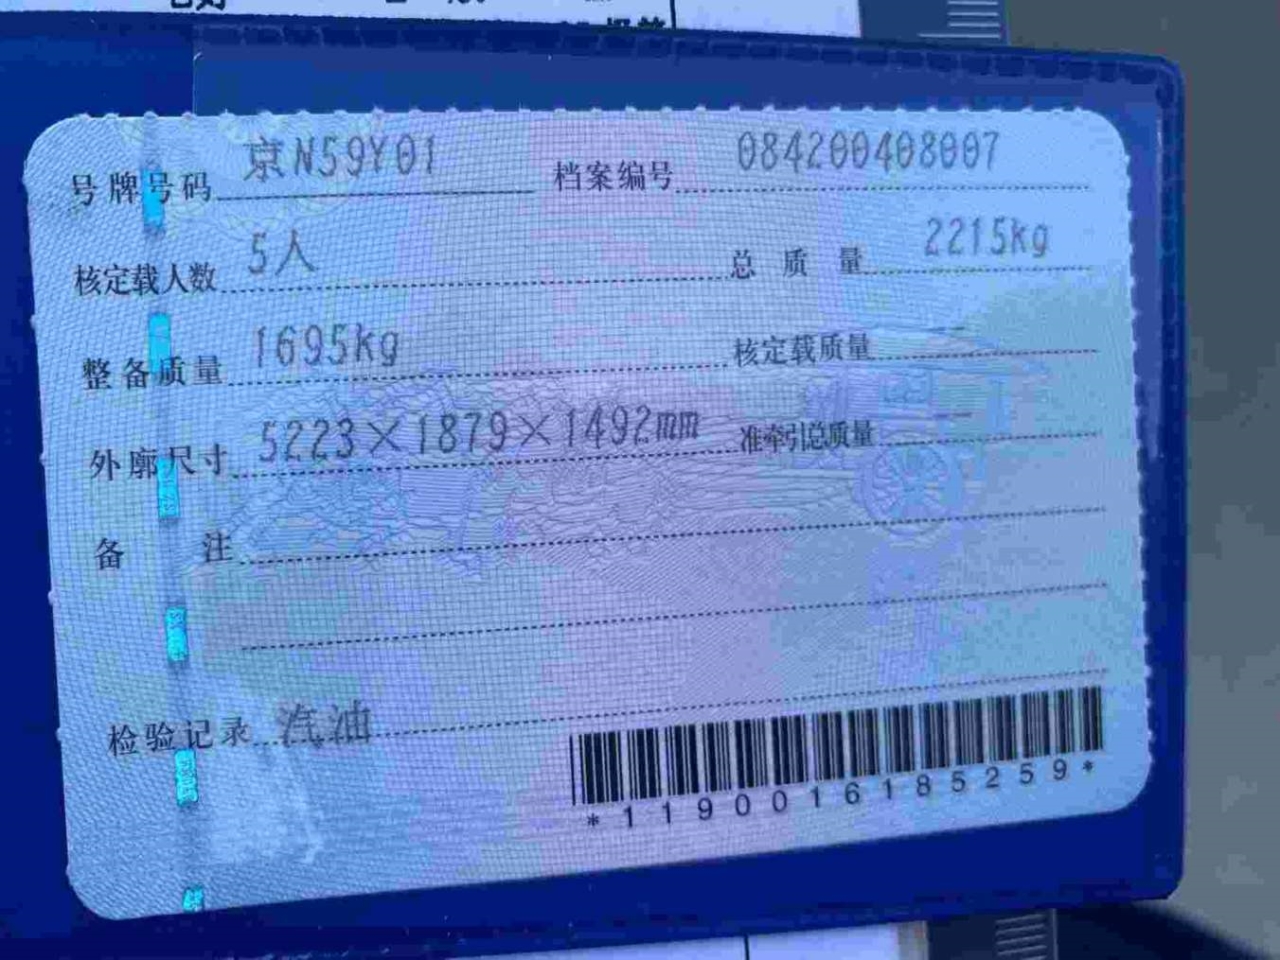 号牌号码 京N59Y01 档案编号 084200408007
核定载人数 5人 总质量 2215kg
整备质量 1695kg 核定载质量 --
外廓尺寸 5223×1879×1492mm 准牵引总质量 --
备注
检验记录 汽油
*1190016185259*